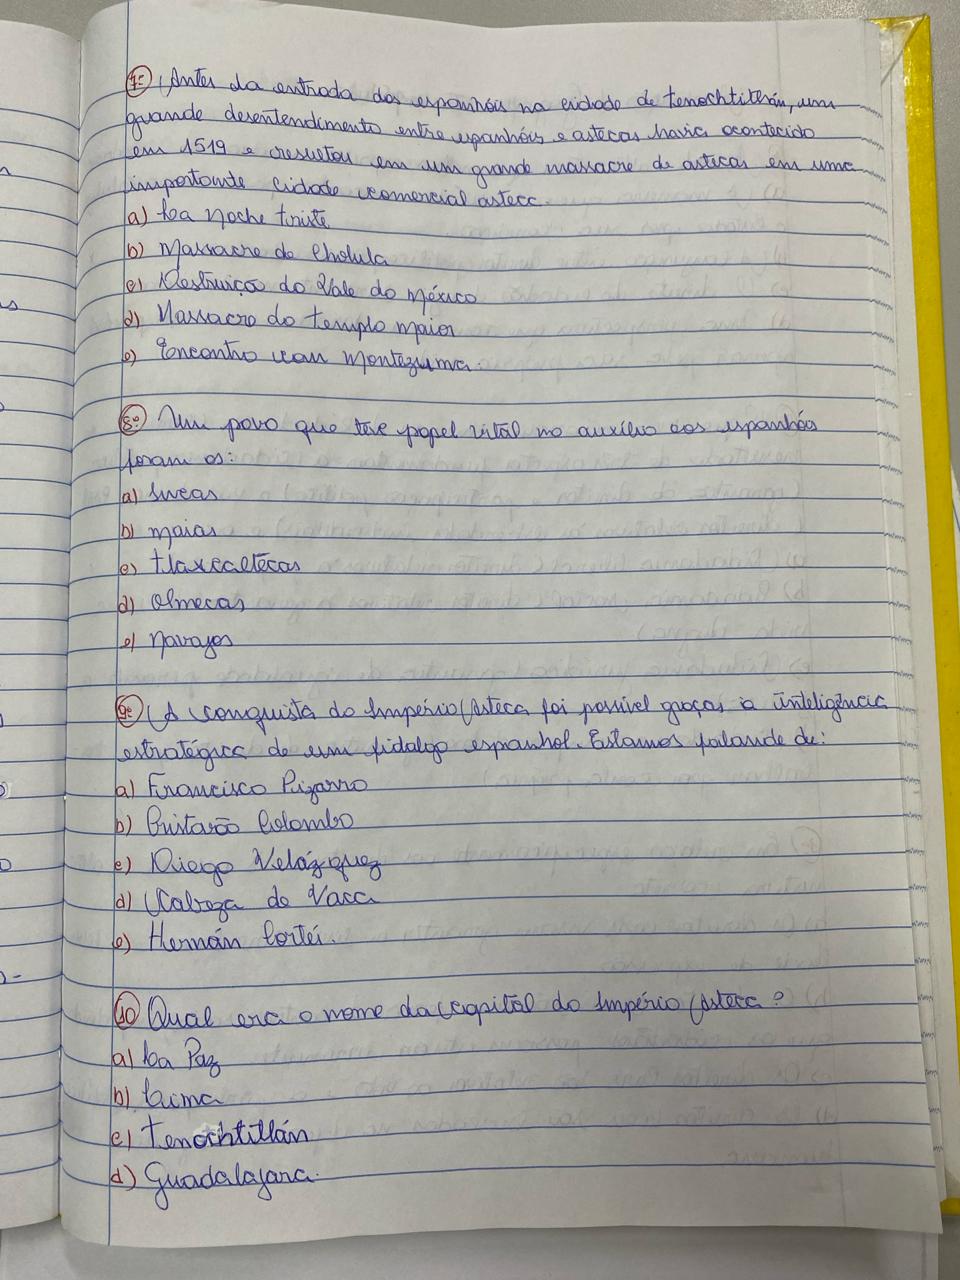 7º Antes da entrada dos espanhóis na cidade de tenochtitlán, um
grande desentendimento entre espanhóis e astecas havia acontecido
em 1519 e resultou em um grande massacre de astecas em uma
importante cidade comercial asteca.
a) La noche triste
b) Massacre de Cholula
c) Destruição do Vale do México
d) Massacre do templo maior
e) Encontro com Montezuma.
8º Um povo que teve papel vital no auxílio aos espanhóis
foram os:
a) Incas
b) maias
c) tlaxcaltecas
d) Olmecas
e) navajos
9º A conquista do Império Asteca foi possível graças à inteligência
estratégica de um fidalgo espanhol. Estamos falando de:
a) Francisco Pizarro
b) Cristovão Colombo
c) Diego Velázquez
d) Cabeza de Vaca
e) Hernán Cortés.
10 Qual era o nome da capital do Império Asteca?
a) La Paz
b) Lima
c) Tenochtitlán
d) Guadalajara.